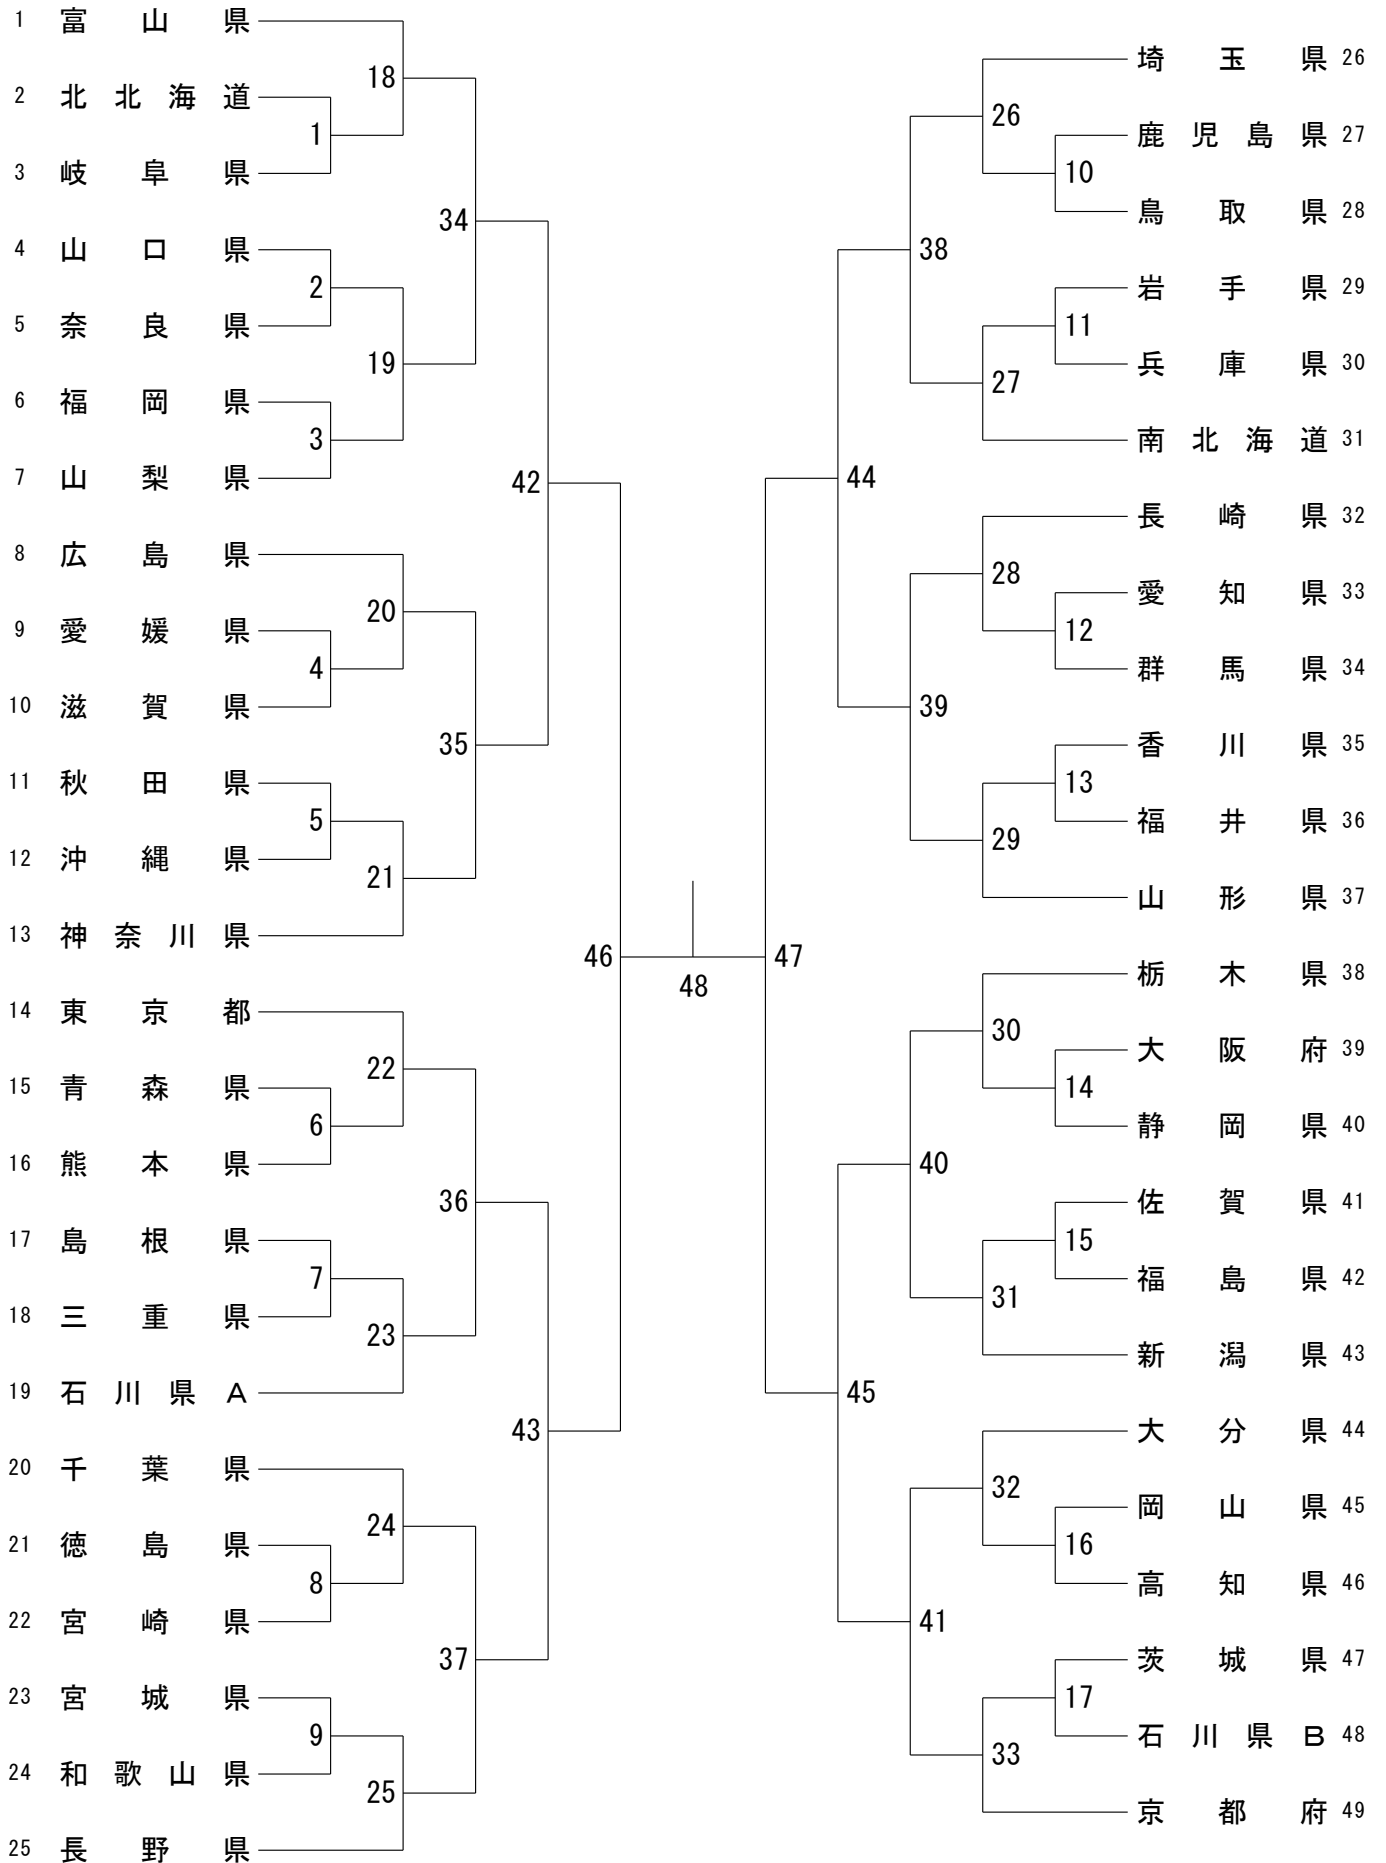 1 富山県
18
2 北北海道
1
3 岐阜県
34
4 山口県
2
5 奈良県
19
6 福岡県
3
7 山梨県
42
8 広島県
20
9 愛媛県
4
10 滋賀県
35
11 秋田県
5
12 沖縄県
21
13 神奈川県
46
14 東京都
22
15 青森県
6
16 熊本県
36
17 島根県
7
18 三重県
23
19 石川県A
43
20 千葉県
24
21 徳島県
8
22 宮崎県
37
23 宮城県
9
24 和歌山県
25
25 長野県
48
埼玉県 26
26
鹿児島県 27
10
鳥取県 28
38
岩手県 29
11
兵庫県 30
27
南北海道 31
44
長崎県 32
28
愛知県 33
12
群馬県 34
39
香川県 35
13
福井県 36
29
山形県 37
47
栃木県 38
30
大阪府 39
14
静岡県 40
40
佐賀県 41
15
福島県 42
31
新潟県 43
45
大分県 44
32
岡山県 45
16
高知県 46
41
茨城県 47
17
石川県B 48
33
京都府 49